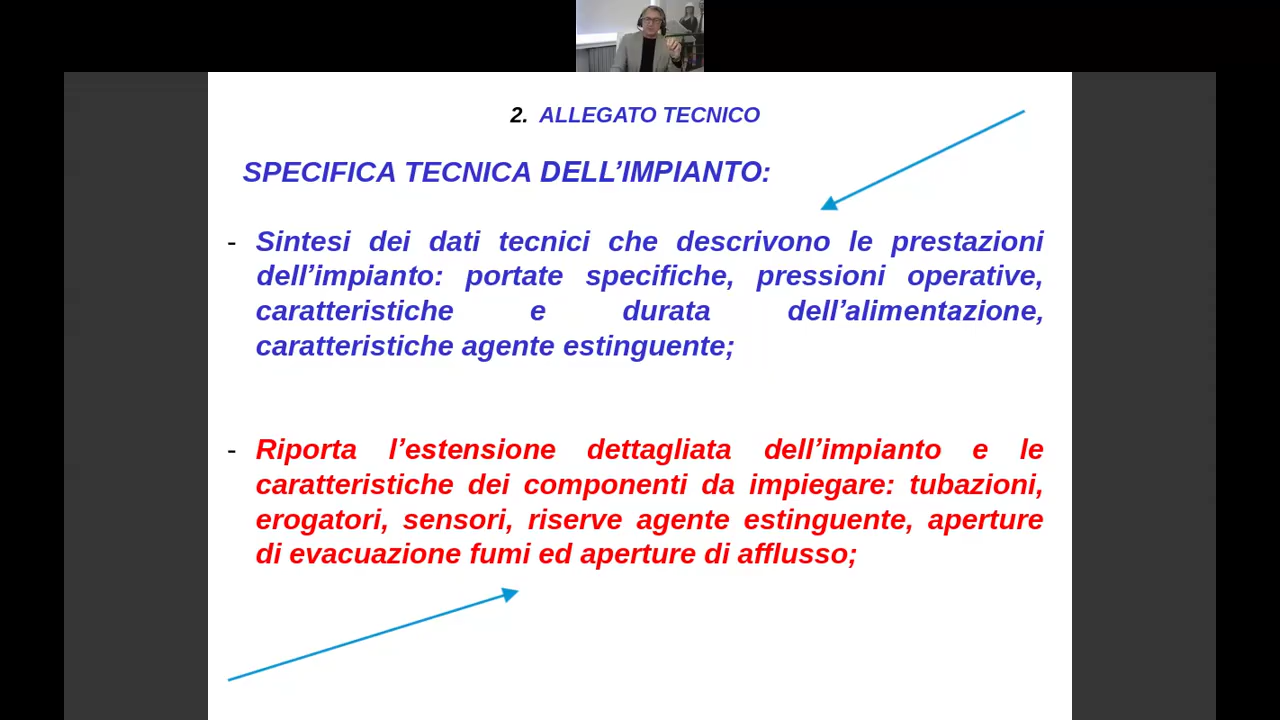 2. ALLEGATO TECNICO
SPECIFICA TECNICA DELL’IMPIANTO:
- Sintesi dei dati tecnici che descrivono le prestazioni
dell’impianto: portate specifiche, pressioni operative,
caratteristiche e durata dell’alimentazione,
caratteristiche agente estinguente;
- Riporta l’estensione dettagliata dell’impianto e le
caratteristiche dei componenti da impiegare: tubazioni,
erogatori, sensori, riserve agente estinguente, aperture
di evacuazione fumi ed aperture di afflusso;